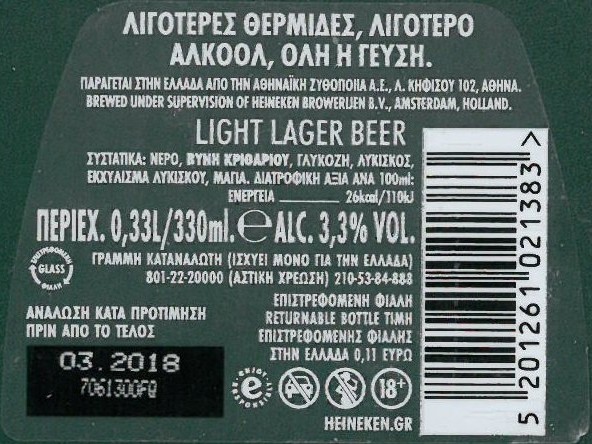 ΛΙΓΟΤΕΡΕΣ ΘΕΡΜΙΔΕΣ, ΛΙΓΟΤΕΡΟ
ΑΛΚΟΟΛ, ΟΛΗ Η ΓΕΥΣΗ.
ΠΑΡΑΓΕΤΑΙ ΣΤΗΝ ΕΛΛΑΔΑ ΑΠΟ ΤΗΝ ΑΘΗΝΑΪΚΗ ΖΥΘΟΠΟΙΙΑ Α.Ε., Λ. ΚΗΦΙΣΟΥ 102, ΑΘΗΝΑ.
BREWED UNDER SUPERVISION OF HEINEKEN BROWERIJEN B.V., AMSTERDAM, HOLLAND.
LIGHT LAGER BEER
ΣΥΣΤΑΤΙΚΑ: ΝΕΡΟ, ΒΥΝΗ ΚΡΙΘΑΡΙΟΥ, ΓΛΥΚΟΖΗ, ΛΥΚΙΣΚΟΣ,
ΕΚΧΥΛΙΣΜΑ ΛΥΚΙΣΚΟΥ, ΜΑΓΙΑ. ΔΙΑΤΡΟΦΙΚΗ ΑΞΙΑ ΑΝΑ 100ml:
ΕΝΕΡΓΕΙΑ 26kcal/110kJ
ΠΕΡΙΕΧ. 0,33L/330ml. ℮ ALC. 3,3% VOL.
ΓΡΑΜΜΗ ΚΑΤΑΝΑΛΩΤΗ (ΙΣΧΥΕΙ ΜΟΝΟ ΓΙΑ ΤΗΝ ΕΛΛΑΔΑ)
801-22-20000 (ΑΣΤΙΚΗ ΧΡΕΩΣΗ) 210-53-84-888
ΕΠΙΣΤΡΕΦΟΜΕΝΗ
GLASS
ΦΙΑΛΗ
ΑΝΑΛΩΣΗ ΚΑΤΑ ΠΡΟΤΙΜΗΣΗ
ΠΡΙΝ ΑΠΟ ΤΟ ΤΕΛΟΣ
03.2018
7061300FQ
ΕΠΙΣΤΡΕΦΟΜΕΝΗ ΦΙΑΛΗ
RETURNABLE BOTTLE ΤΙΜΗ
ΕΠΙΣΤΡΕΦΟΜΕΝΗΣ ΦΙΑΛΗΣ
ΣΤΗΝ ΕΛΛΑΔΑ 0,11 ΕΥΡΩ
ENJOY
e
RESPONSIBLY
18+
HEINEKEN.GR
5 201261 021383 >